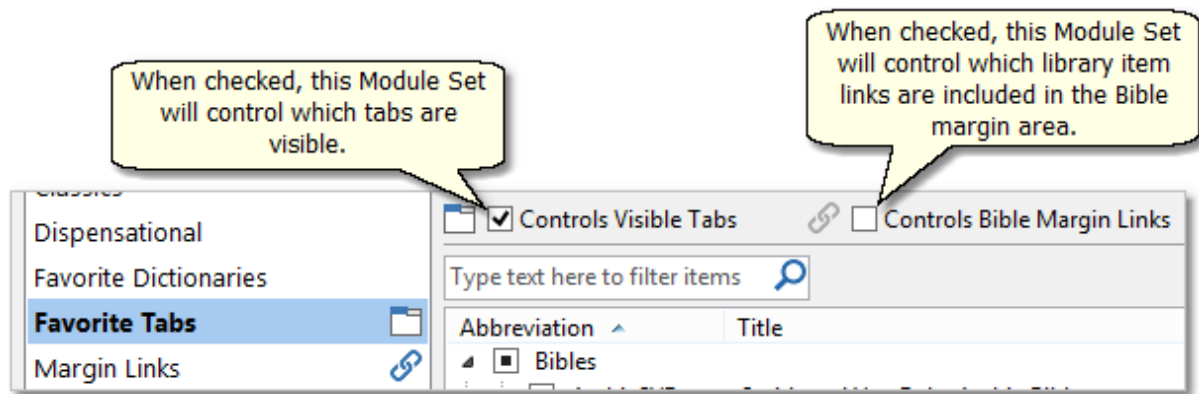 When checked, this Module Set
will control which tabs are
visible.
When checked, this Module Set
will control which library item
links are included in the Bible
margin area.
Dispensational
Favorite Dictionaries
Favorite Tabs
Margin Links
Controls Visible Tabs
Controls Bible Margin Links
Type text here to filter items
Abbreviation
Title
Bibles